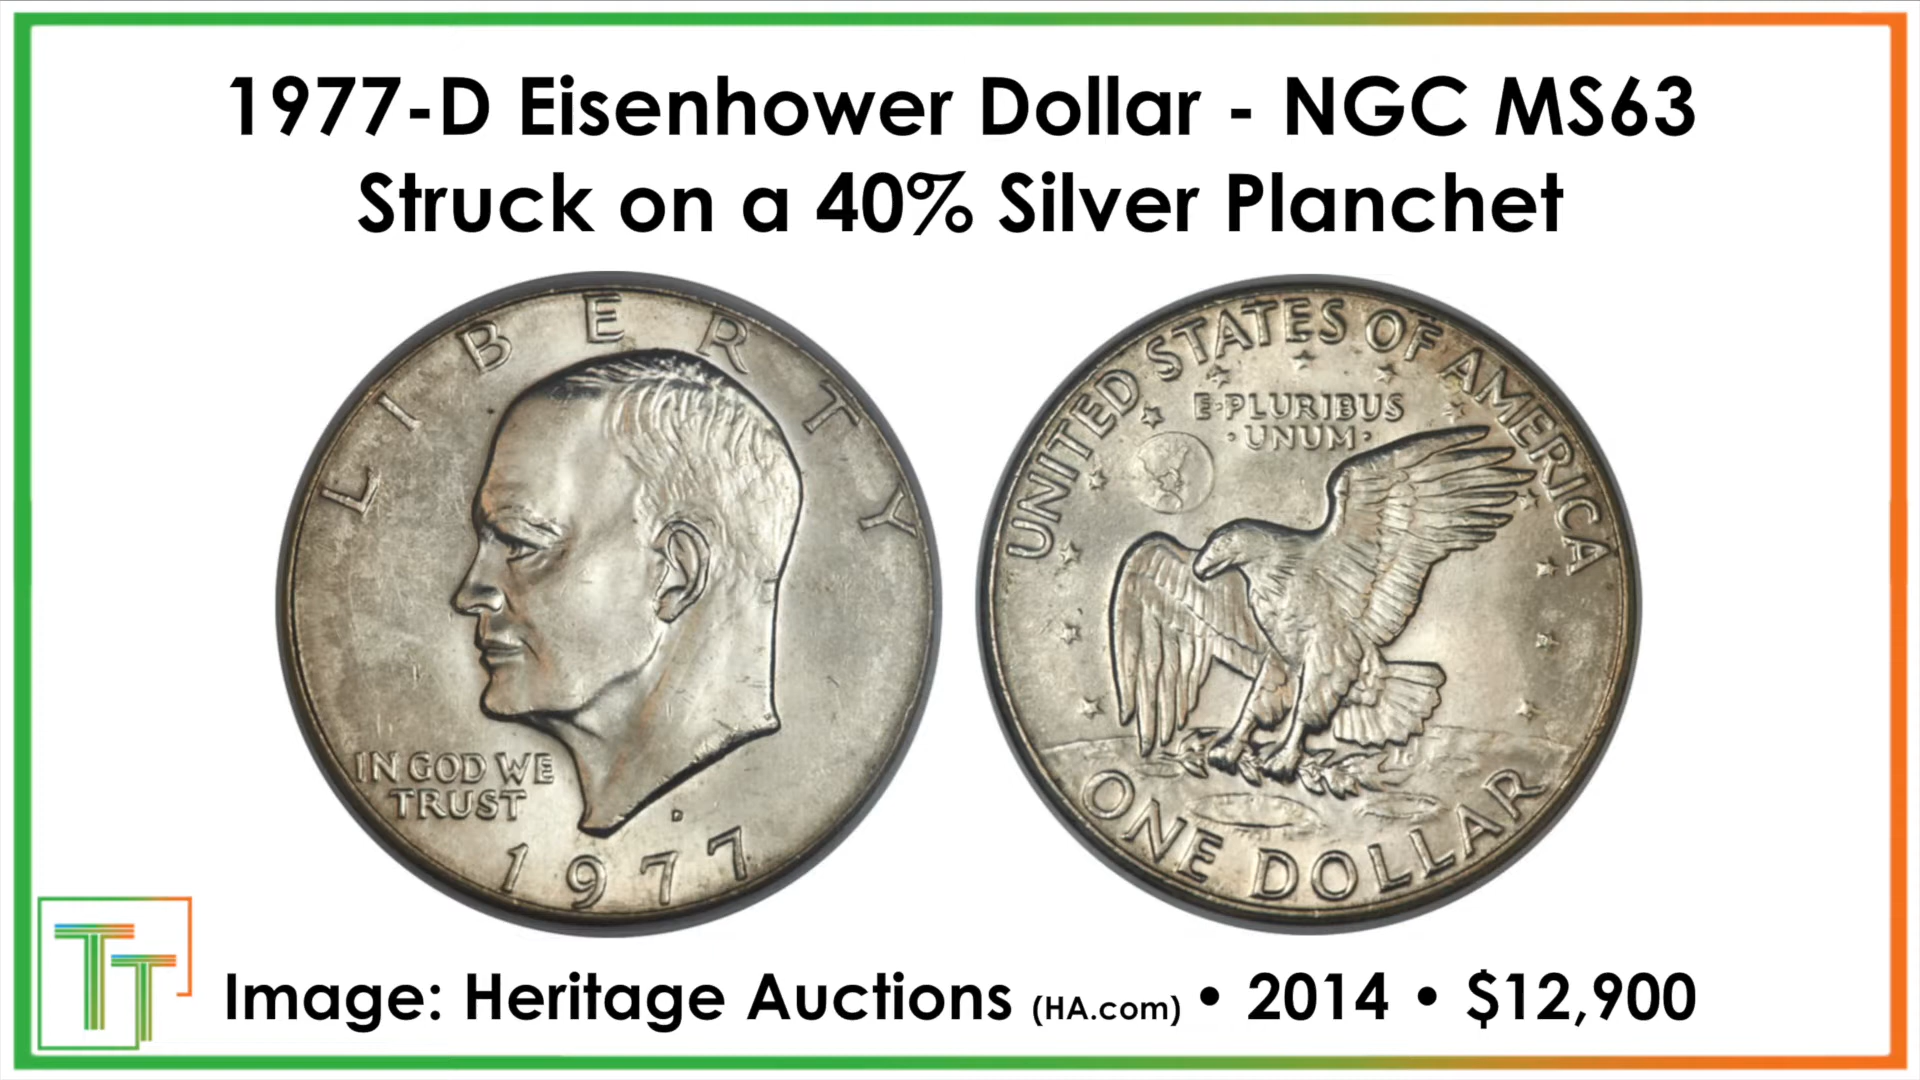 1977-D Eisenhower Dollar - NGC MS63
Struck on a 40% Silver Planchet
LIBERTY
IN GOD WE
TRUST
D
1977
UNITED STATES OF AMERICA
E·PLURIBUS
·UNUM·
ONE DOLLAR
TT
Image: Heritage Auctions (HA.com) • 2014 • $12,900